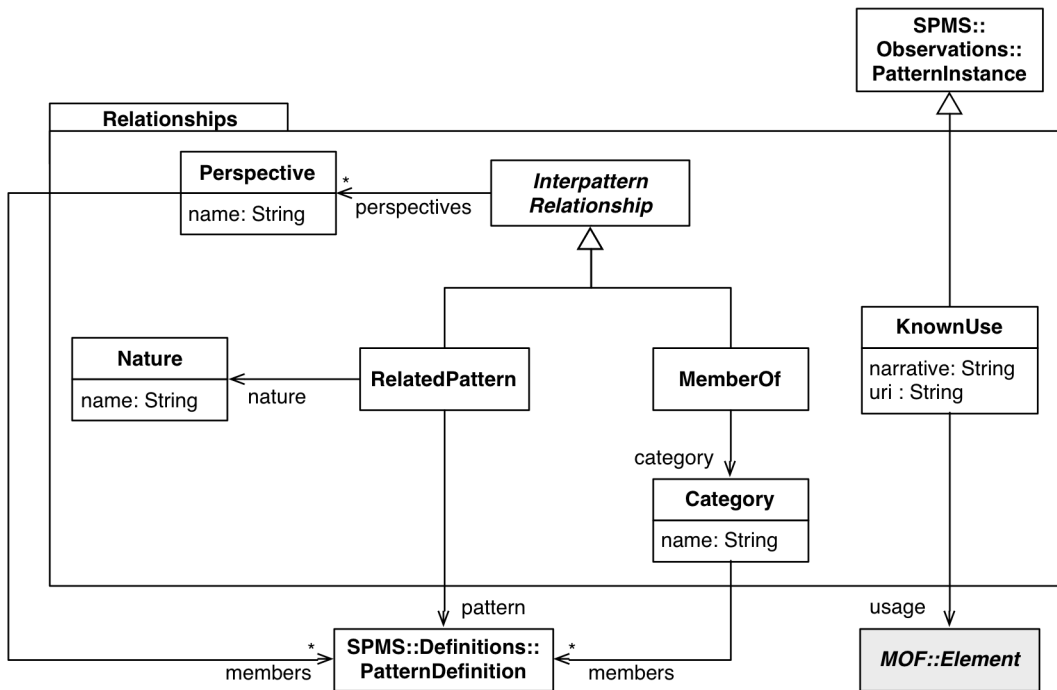 SPMS::
Observations::
PatternInstance
Relationships
Perspective
name: String
*
perspectives
Interpattern
Relationship
Nature
name: String
nature
RelatedPattern
MemberOf
KnownUse
narrative: String
uri : String
category
Category
name: String
pattern
usage
*
members
SPMS::Definitions::
PatternDefinition
*
members
MOF::Element